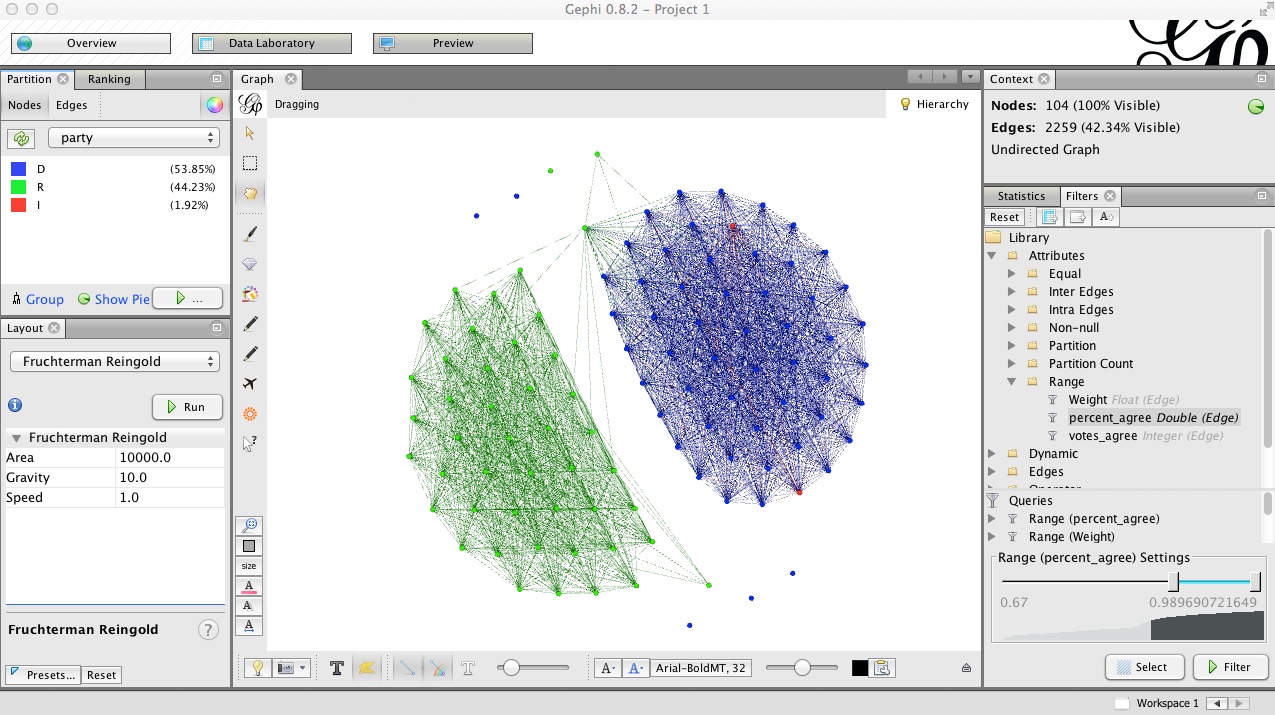 Gephi 0.8.2 - Project 1
Overview
Data Laboratory
Preview
Partition
Ranking
Nodes
Edges
party
D (53.85%)
R (44.23%)
I (1.92%)
Group
Show Pie
...
Layout
Fruchterman Reingold
Run
Fruchterman Reingold
Area 10000.0
Gravity 10.0
Speed 1.0
Fruchterman Reingold
?
Presets...
Reset
Graph
Dragging
Hierarchy
?
size
A
A
A
T
T
A
A
Arial-BoldMT, 32
Context
Nodes: 104 (100% Visible)
Edges: 2259 (42.34% Visible)
Undirected Graph
Statistics
Filters
Reset
Library
Attributes
Equal
Inter Edges
Intra Edges
Non-null
Partition
Partition Count
Range
Weight Float (Edge)
percent_agree Double (Edge)
votes_agree Integer (Edge)
Dynamic
Edges
Operator
Queries
Range (percent_agree)
Range (Weight)
Range (percent_agree) Settings
0.67
0.989690721649
Select
Filter
Workspace 1